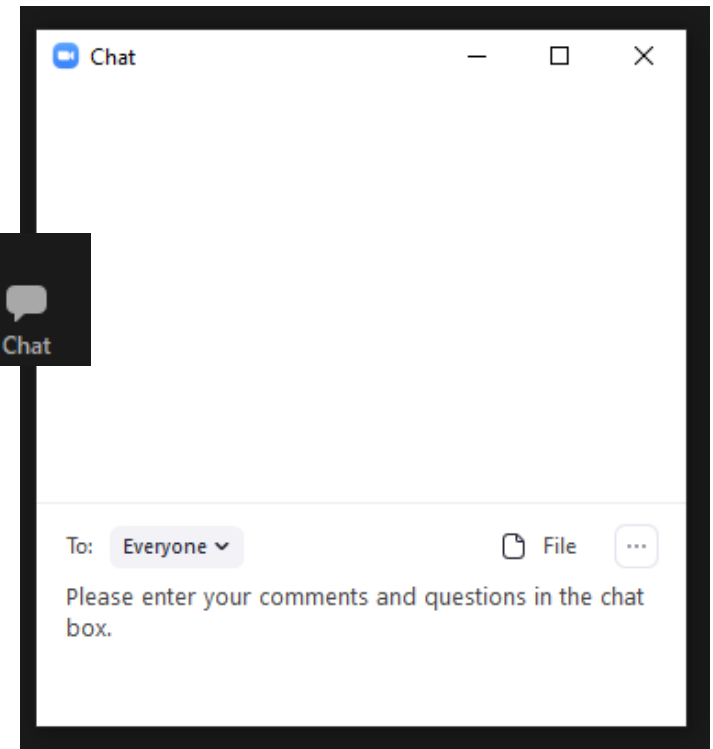 Chat
Chat
To: Everyone File
Please enter your comments and questions in the chat
box.